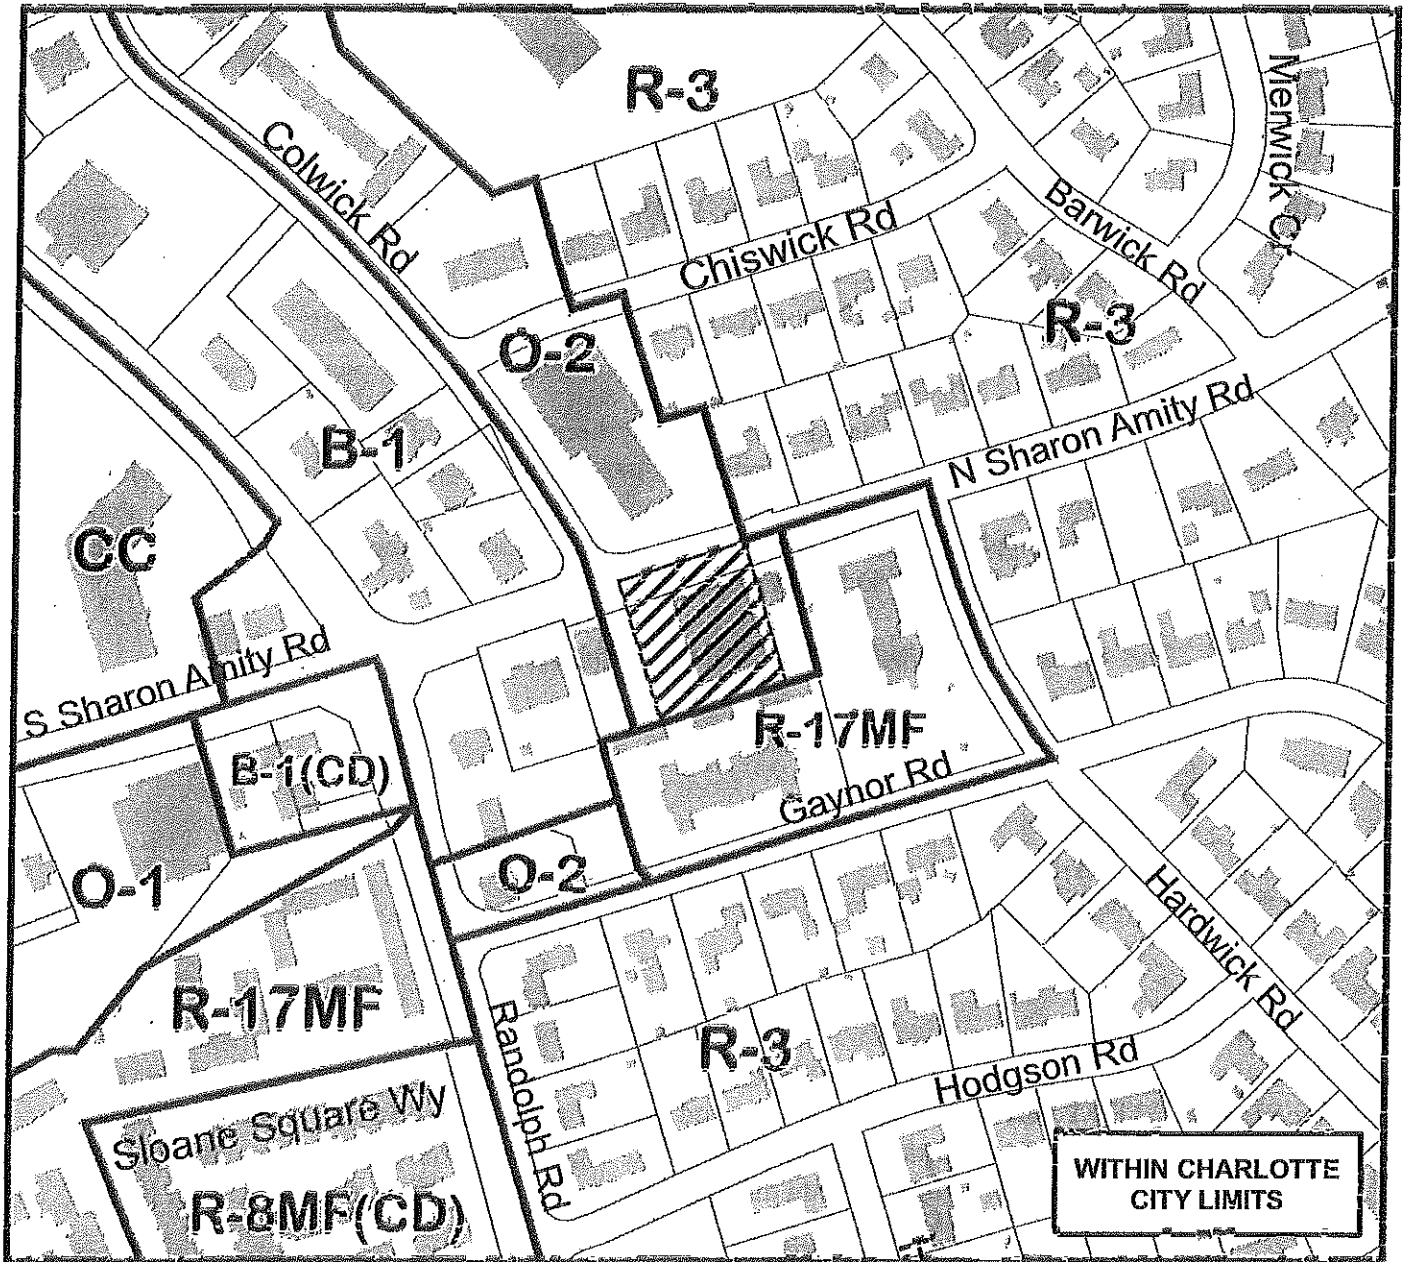 R-3
Merwick Cr
Colwick Rd
Chiswick Rd
Barwick Rd
R-3
O-2
B-1
N Sharon Amity Rd
CC
S Sharon Amity Rd
R-17MF
B-1(CD)
Gaynor Rd
O-1
O-2
Hardwick Rd
R-17MF
Randolph Rd
R-3
Hodgson Rd
Sloane Square Wy
R-8MF(CD)
WITHIN CHARLOTTE
CITY LIMITS